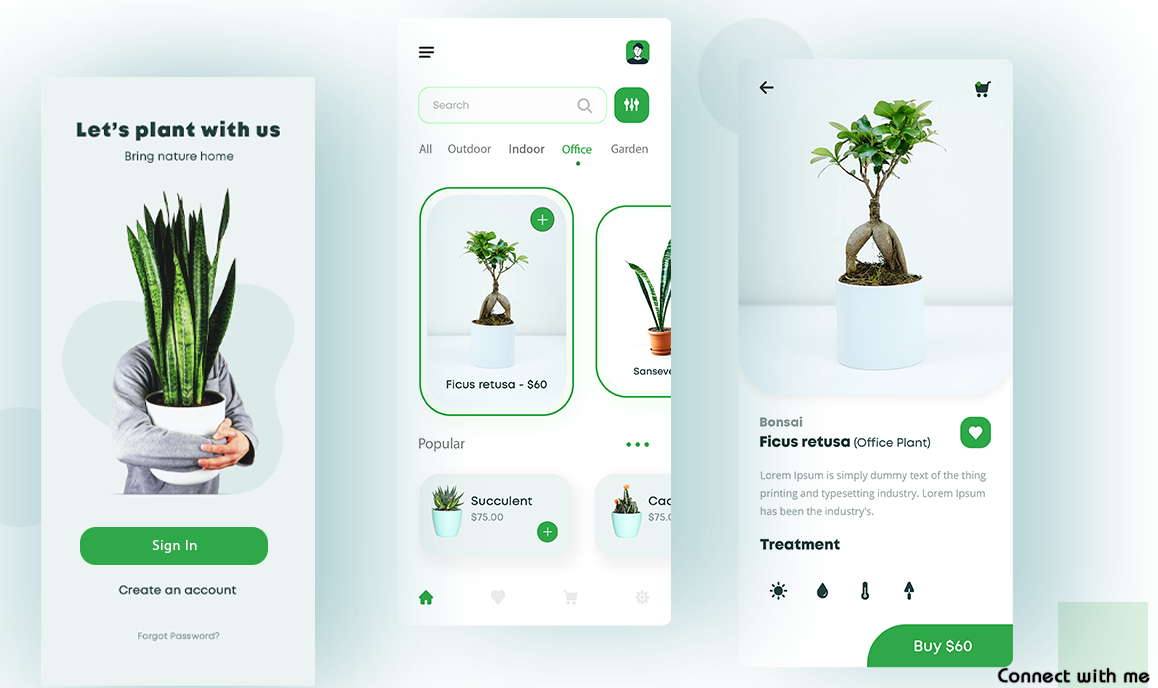 Let's plant with us
Bring nature home
Sign In
Create an account
Forgot Password?
Search
All Outdoor Indoor Office Garden
Ficus retusa - $60
Sanseve
Popular
Succulent
$75.00
Cac
$75.0
Bonsai
Ficus retusa (Office Plant)
Lorem Ipsum is simply dummy text of the thing
printing and typesetting industry. Lorem Ipsum
has been the industry's.
Treatment
Buy $60
Connect with me